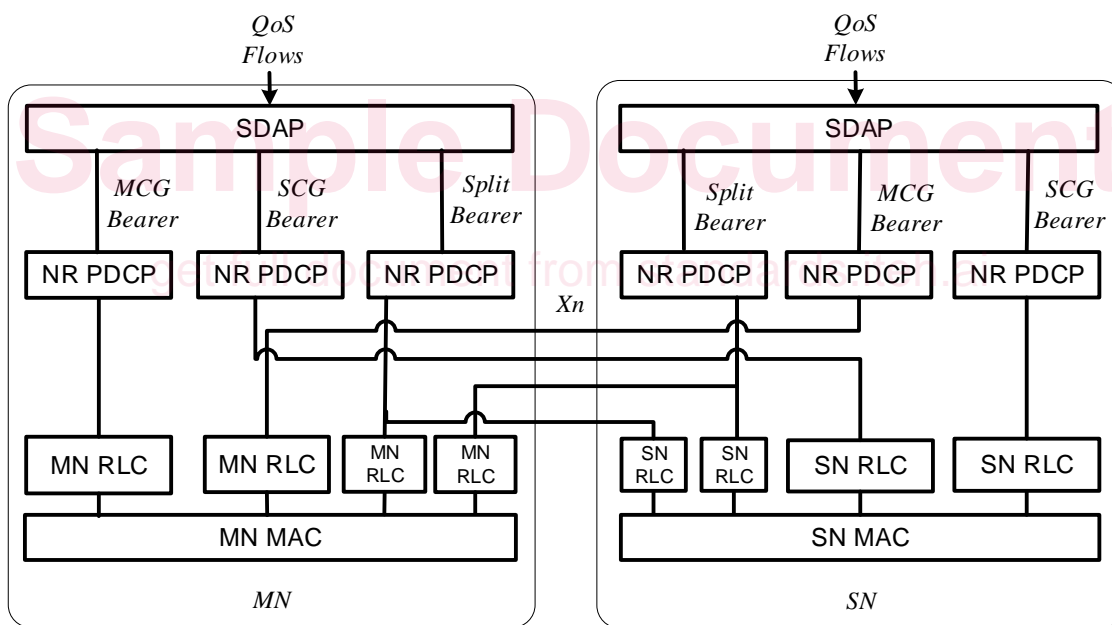 QoS
Flows
QoS
Flows
SDAP
SDAP
Sample Document
MCG
Bearer
SCG
Bearer
Split
Bearer
Split
Bearer
MCG
Bearer
SCG
Bearer
NR PDCP
NR PDCP
NR PDCP
NR PDCP
NR PDCP
NR PDCP
get full document from standards.iteh.ai
Xn
MN RLC
MN RLC
MN
RLC
MN
RLC
SN
RLC
SN
RLC
SN RLC
SN RLC
MN MAC
SN MAC
MN
SN